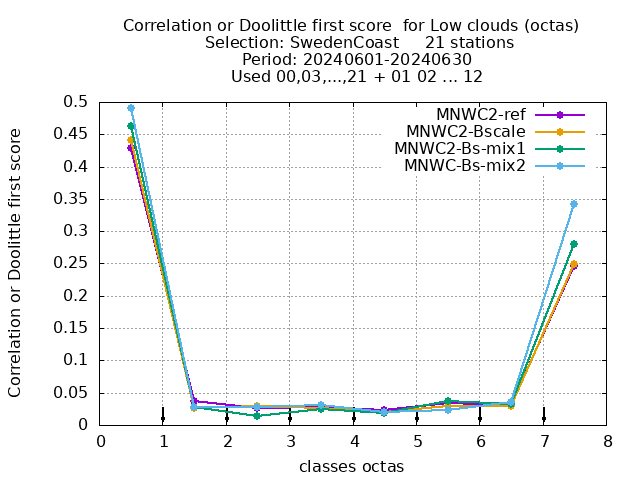 Correlation or Doolittle first score  for Low clouds (octas)
Selection: SwedenCoast     21 stations
Period: 20240601-20240630
Used 00,03,...,21 + 01 02 ... 12
Correlation or Doolittle first score
0.5
0.45
0.4
0.35
0.3
0.25
0.2
0.15
0.1
0.05
0
MNWC2-ref
MNWC2-Bscale
MNWC2-Bs-mix1
MNWC-Bs-mix2
0 1 2 3 4 5 6 7 8
classes octas